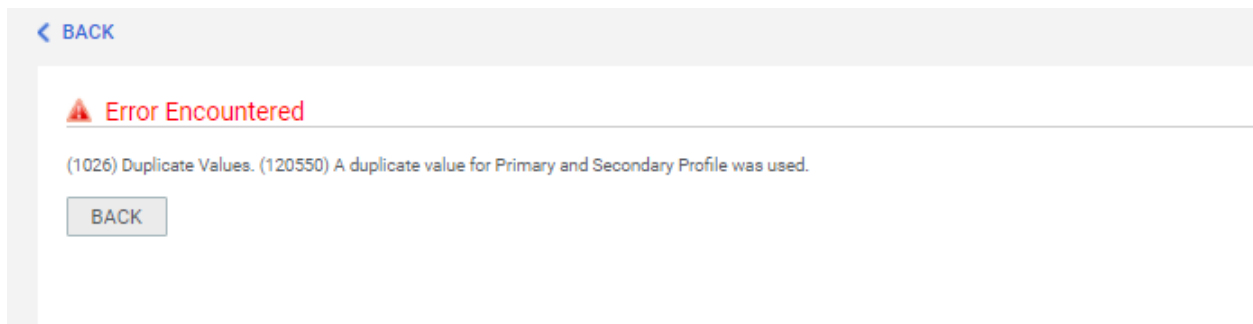 BACK
Error Encountered
(1026) Duplicate Values. (120550) A duplicate value for Primary and Secondary Profile was used.
BACK